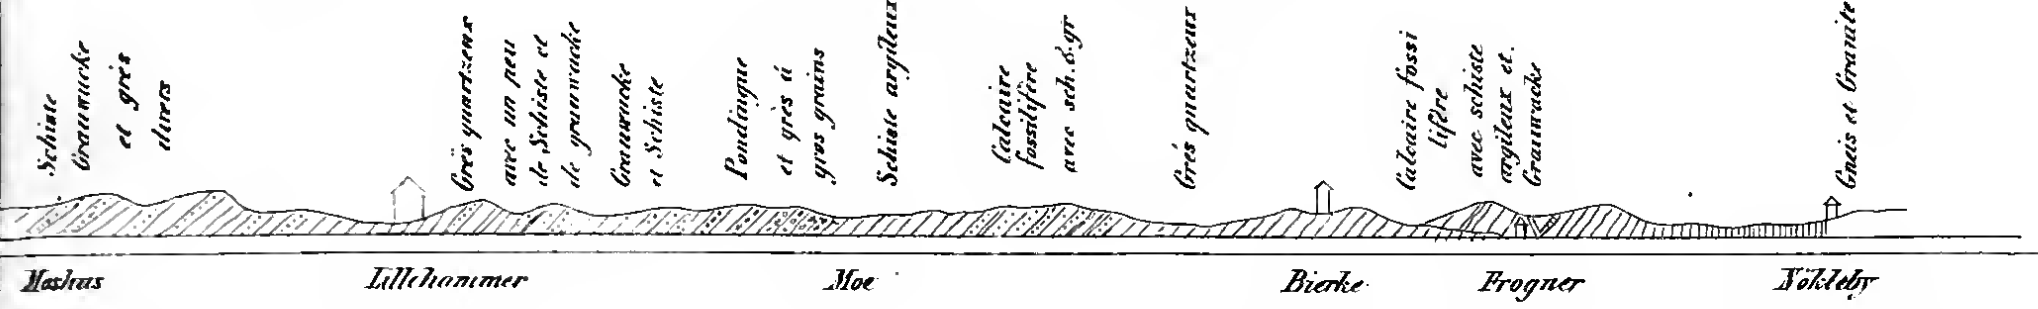 Schiste
Grauwacke
et grès
divers
Grès quartzeux
avec un peu
de Schiste et
de grauwacke
Grauwacke
et Schiste
Poudingue
et grès à
gros grains
Schiste argileux
Calcaire
fossilifère
avec sch. & gr
Grès quartzeux
Calcaire fossi
lifère
avec schiste
argileux et.
Grauwacke
Gneis et Granite
Moshus
Lillehammer
Moe
Bierke
Frogner
Nökleby